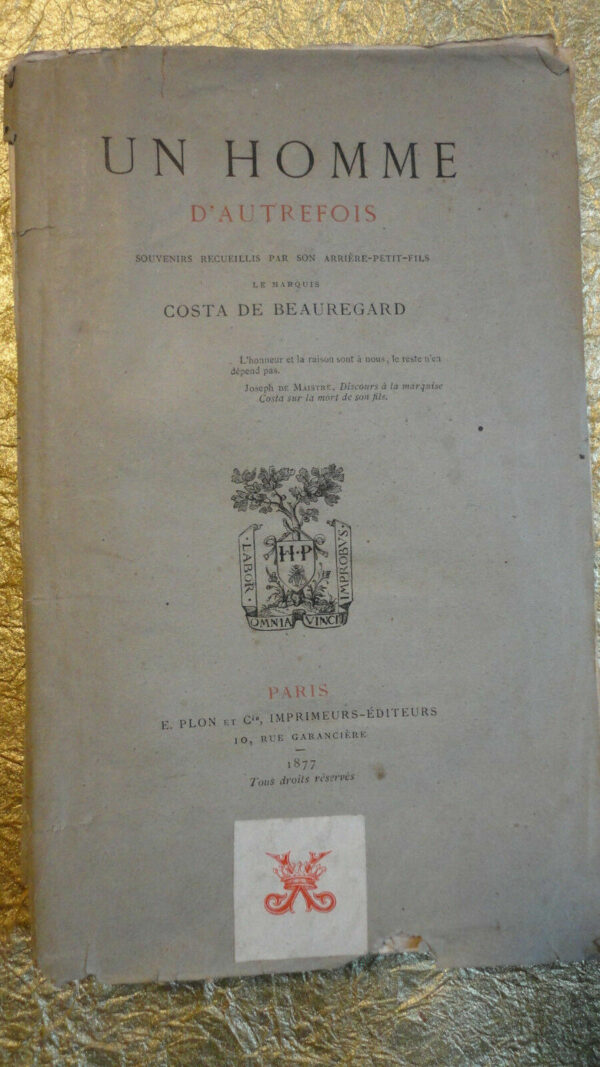 UN HOMME
D'AUTREFOIS
SOUVENIRS RECUEILLIS PAR SON ARRIÈRE-PETIT-FILS
LE MARQUIS
COSTA DE BEAUREGARD
L'honneur et la raison sont à nous, le reste n'en
dépend pas.
Joseph DE MAISTRE, Discours à la marquise
Costa sur la mort de son fils.
H·P
·LABOR·
OMNIA VINCIT
IMPROBVS·
PARIS
E. PLON ET Cie, IMPRIMEURS-ÉDITEURS
10, RUE GARANCIÈRE
1877
Tous droits réservés